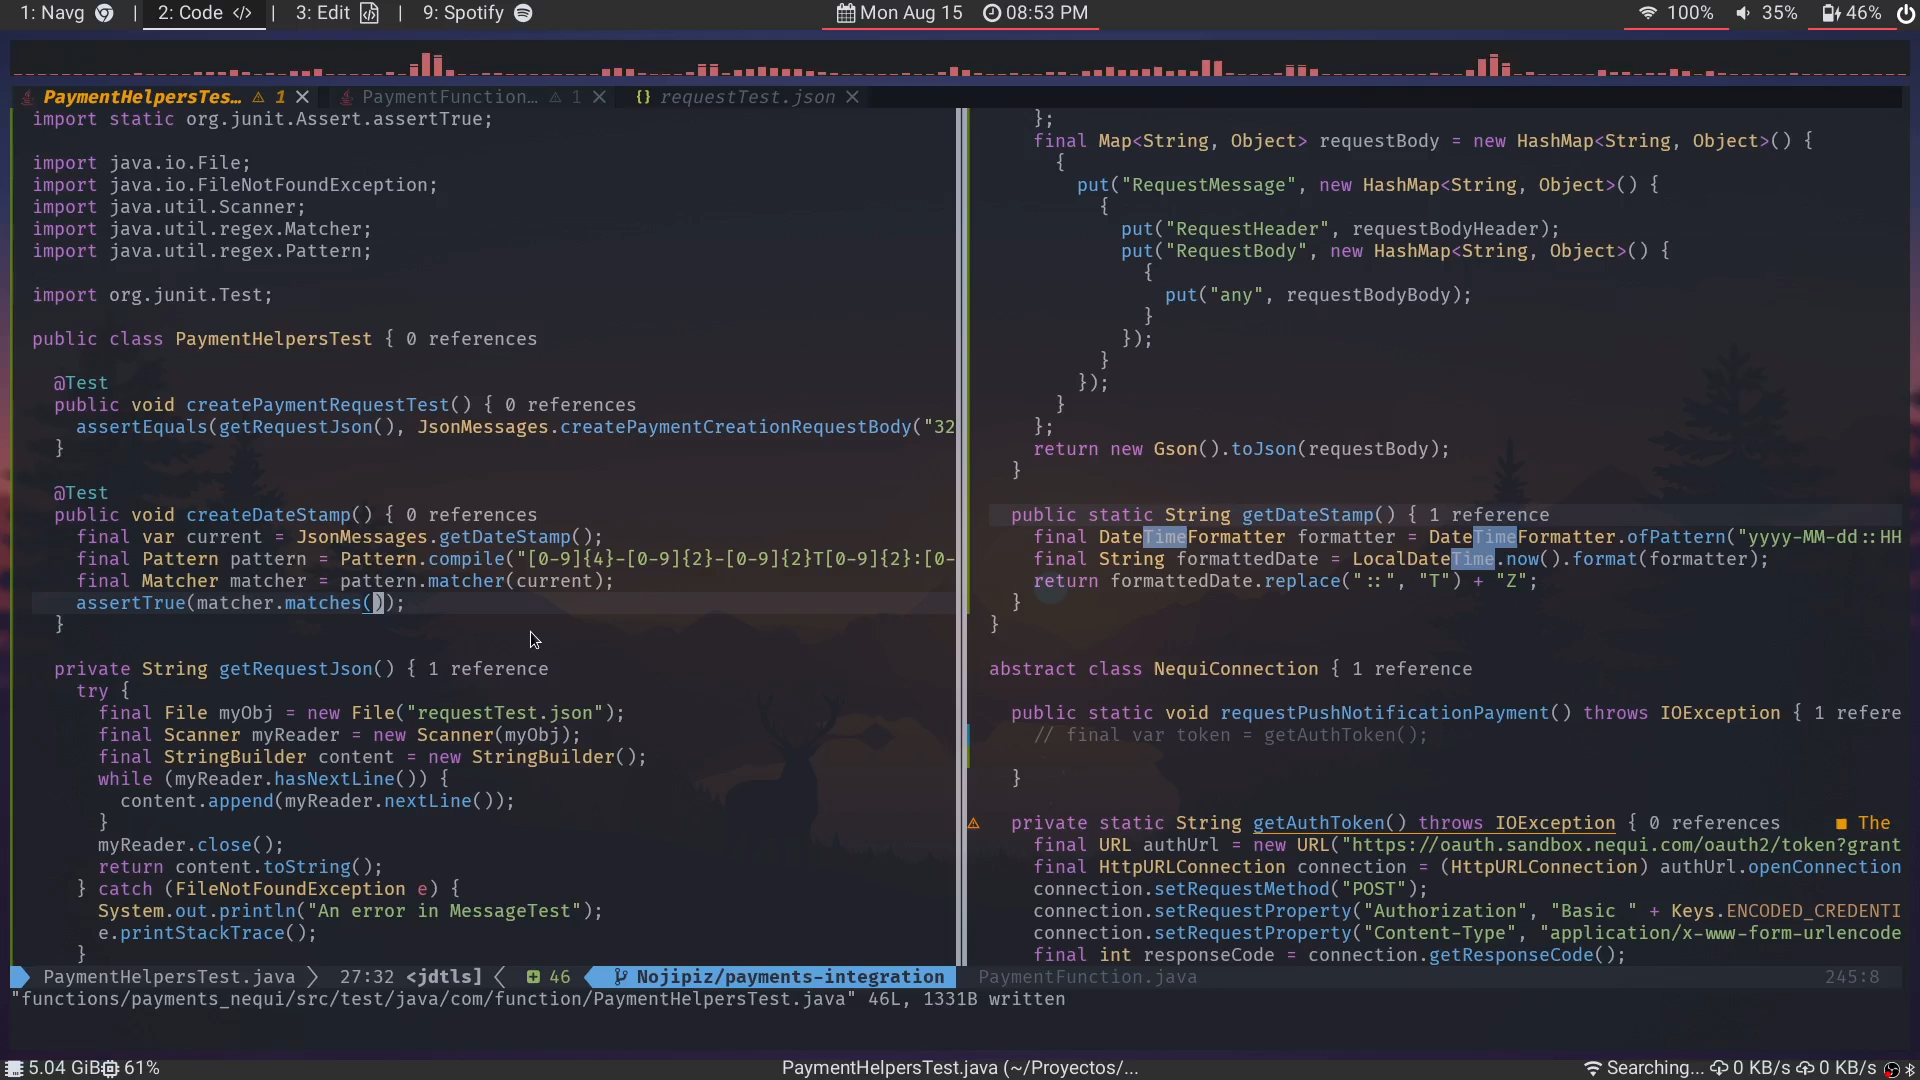 1: Navg | 2: Code </> | 3: Edit | 9: Spotify Mon Aug 15 08:53 PM 100% 35% 46%
PaymentHelpersTes… ⚠ 1 ✕ PaymentFunction… ⚠ 1 ✕ {} requestTest.json ✕
import static org.junit.Assert.assertTrue;
import java.io.File;
import java.io.FileNotFoundException;
import java.util.Scanner;
import java.util.regex.Matcher;
import java.util.regex.Pattern;
import org.junit.Test;
public class PaymentHelpersTest { 0 references
@Test
public void createPaymentRequestTest() { 0 references
assertEquals(getRequestJson(), JsonMessages.createPaymentCreationRequestBody("32
}
@Test
public void createDateStamp() { 0 references
final var current = JsonMessages.getDateStamp();
final Pattern pattern = Pattern.compile("[0-9]{4}-[0-9]{2}-[0-9]{2}T[0-9]{2}:[0-
final Matcher matcher = pattern.matcher(current);
assertTrue(matcher.matches());
}
private String getRequestJson() { 1 reference
try {
final File myObj = new File("requestTest.json");
final Scanner myReader = new Scanner(myObj);
final StringBuilder content = new StringBuilder();
while (myReader.hasNextLine()) {
content.append(myReader.nextLine());
}
myReader.close();
return content.toString();
} catch (FileNotFoundException e) {
System.out.println("An error in MessageTest");
e.printStackTrace();
}
};
final Map<String, Object> requestBody = new HashMap<String, Object>() {
{
put("RequestMessage", new HashMap<String, Object>() {
{
put("RequestHeader", requestBodyHeader);
put("RequestBody", new HashMap<String, Object>() {
{
put("any", requestBodyBody);
}
});
}
});
}
};
return new Gson().toJson(requestBody);
}
public static String getDateStamp() { 1 reference
final DateTimeFormatter formatter = DateTimeFormatter.ofPattern("yyyy-MM-dd::HH
final String formattedDate = LocalDateTime.now().format(formatter);
return formattedDate.replace("::", "T") + "Z";
}
}
abstract class NequiConnection { 1 reference
public static void requestPushNotificationPayment() throws IOException { 1 refere
// final var token = getAuthToken();
}
private static String getAuthToken() throws IOException { 0 references ■ The
final URL authUrl = new URL("https://oauth.sandbox.nequi.com/oauth2/token?grant
final HttpURLConnection connection = (HttpURLConnection) authUrl.openConnection
connection.setRequestMethod("POST");
connection.setRequestProperty("Authorization", "Basic " + Keys.ENCODED_CREDENTI
connection.setRequestProperty("Content-Type", "application/x-www-form-urlencode
final int responseCode = connection.getResponseCode();
PaymentHelpersTest.java 27:32 <jdtls] 46 Nojipiz/payments-integration PaymentFunction.java 245:8
"functions/payments_nequi/src/test/java/com/function/PaymentHelpersTest.java" 46L, 1331B written
5.04 GiB 61% PaymentHelpersTest.java (~/Proyectos/... Searching... 0 KB/s 0 KB/s